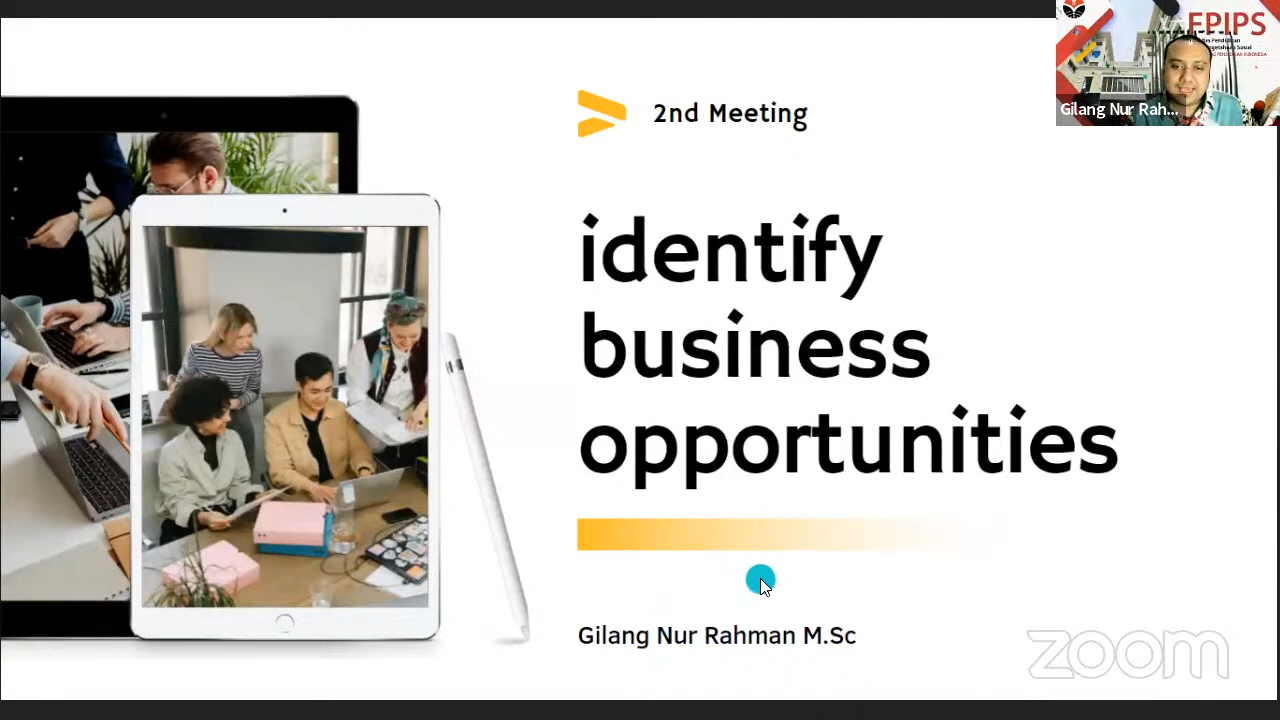 2nd Meeting
identify
business
opportunities
Gilang Nur Rahman M.Sc
zoom
FPIPS
Gilang Nur Rah...